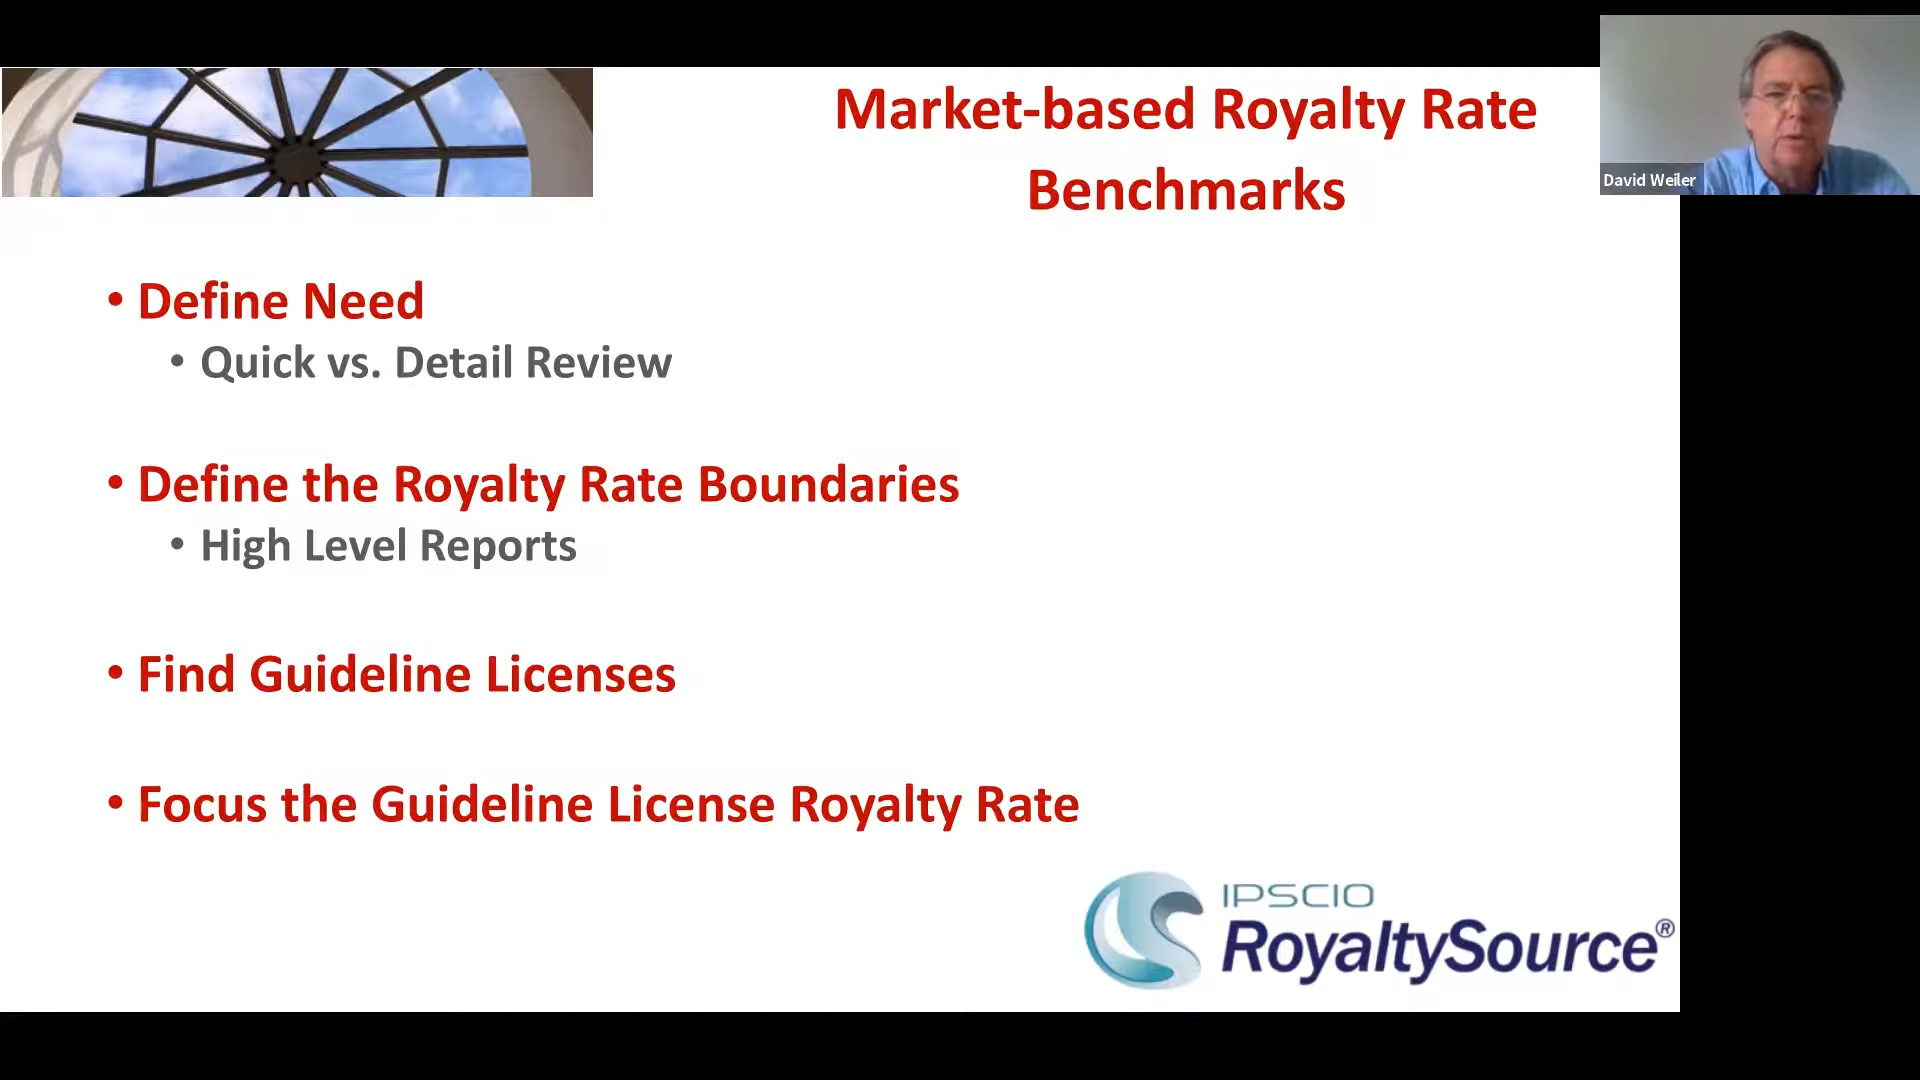 Market-based Royalty Rate
Benchmarks
David Weiler
• Define Need
• Quick vs. Detail Review
• Define the Royalty Rate Boundaries
• High Level Reports
• Find Guideline Licenses
• Focus the Guideline License Royalty Rate
IPSCIO
RoyaltySource®